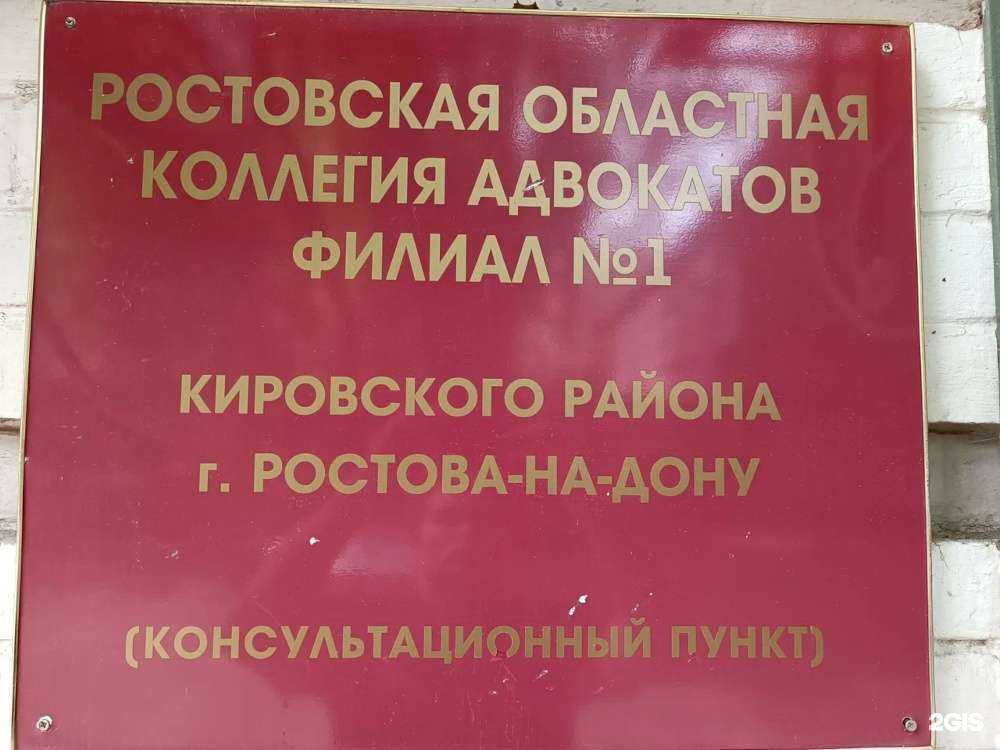 РОСТОВСКАЯ ОБЛАСТНАЯ
КОЛЛЕГИЯ АДВОКАТОВ
ФИЛИАЛ №1
КИРОВСКОГО РАЙОНА
г. РОСТОВА-НА-ДОНУ
(КОНСУЛЬТАЦИОННЫЙ ПУНКТ)
2GIS